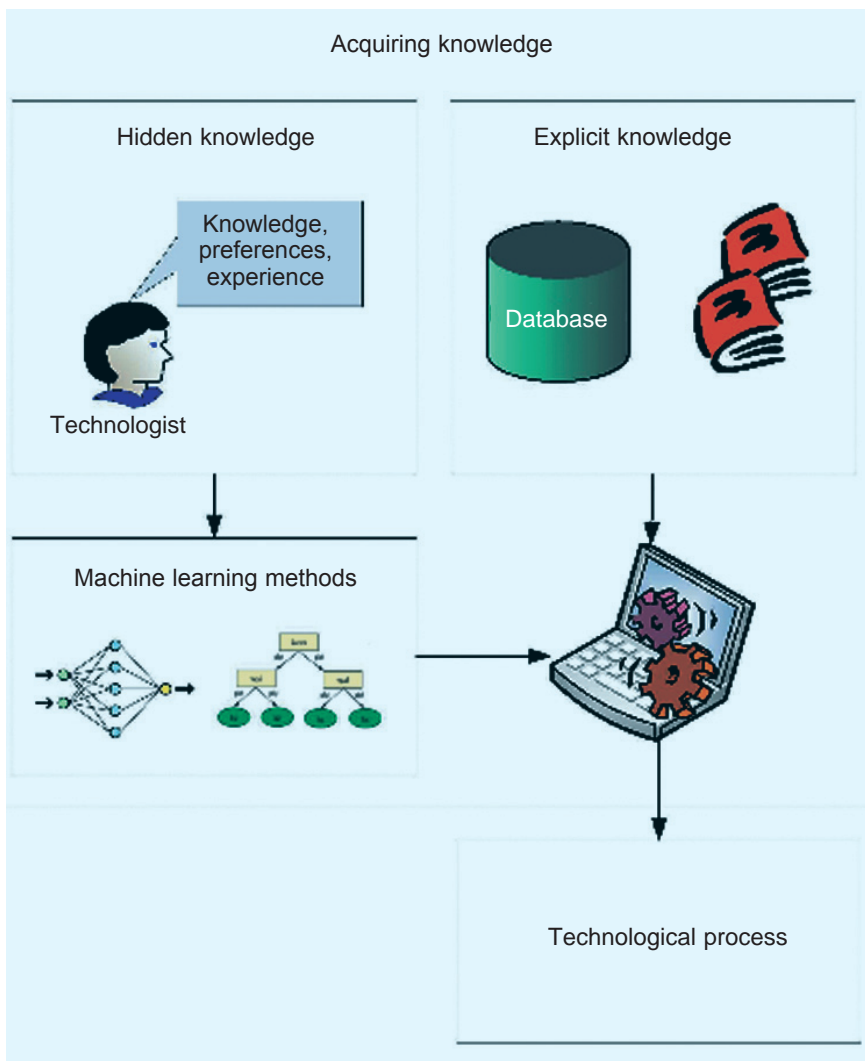 Acquiring knowledge
Hidden knowledge
Knowledge,
preferences,
experience
Technologist
Explicit knowledge
Database
Machine learning methods
Technological process